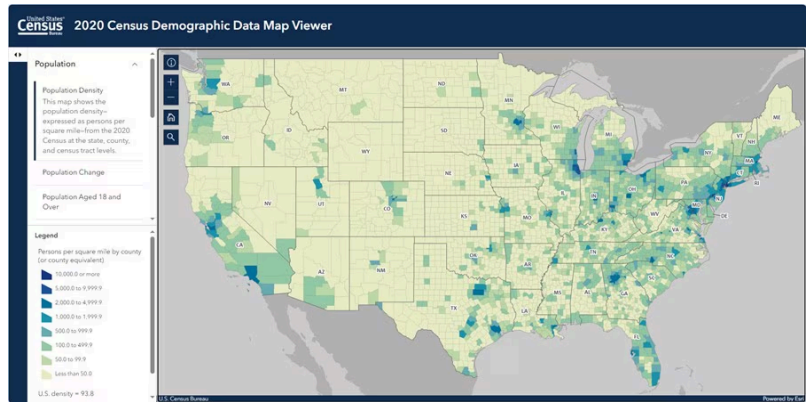 United States®
Census
Bureau
2020 Census Demographic Data Map Viewer
Population
Population Density
This map shows the
population density–
expressed as persons per
square mile–from the 2020
Census at the state, county,
and census tract levels.
Population Change
Population Aged 18 and
Over
Legend
Persons per square mile by county
(or county equivalent)
10,000.0 or more
5,000.0 to 9,999.9
2,000.0 to 4,999.9
1,000.0 to 1,999.9
500.0 to 999.9
100.0 to 499.9
50.0 to 99.9
Less than 50.0
U.S. density = 93.8
WA
MT
ND
MN
ME
OR
ID
WY
SD
WI
MI
VT
NH
NY
MA
CT
RI
NV
UT
CO
NE
IA
IL
IN
OH
PA
NJ
MD
DE
WV
VA
KS
MO
KY
CA
AZ
NM
OK
AR
TN
NC
SC
TX
LA
MS
AL
GA
FL
U.S. Census Bureau
Powered by Esri